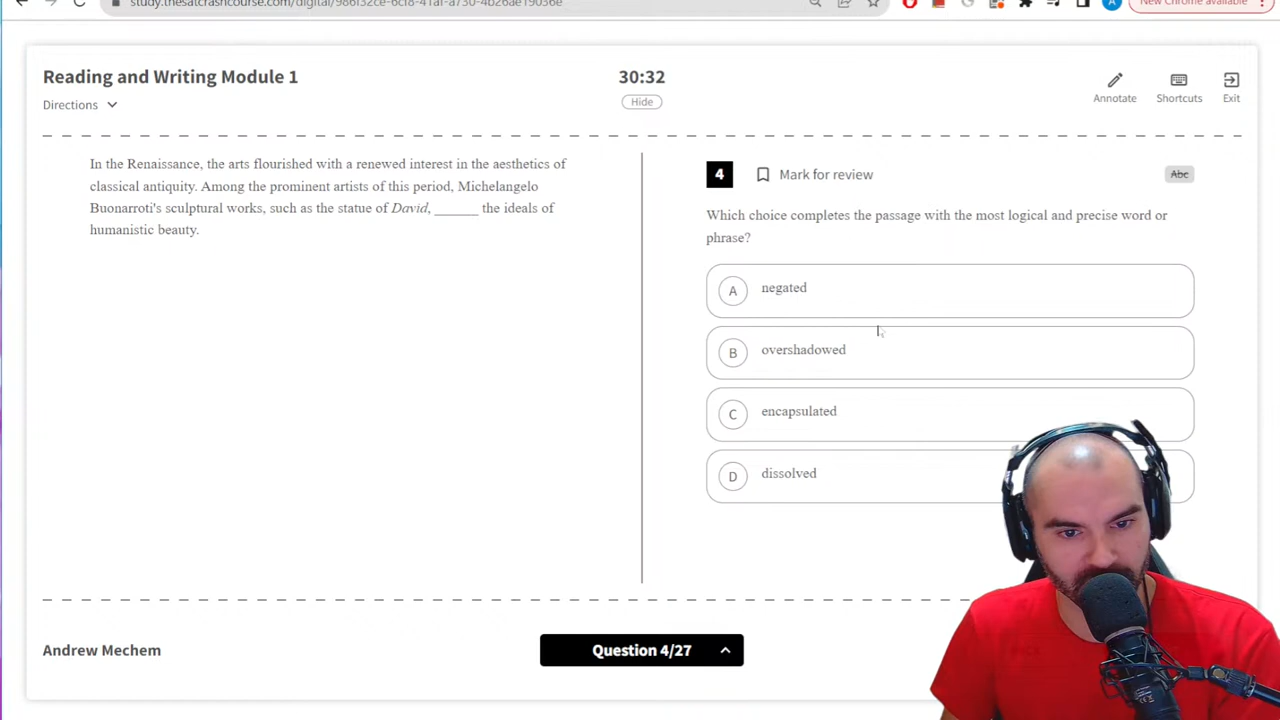 Reading and Writing Module 1
Directions
30:32
Hide
Annotate
Shortcuts
Exit
In the Renaissance, the arts flourished with a renewed interest in the aesthetics of
classical antiquity. Among the prominent artists of this period, Michelangelo
Buonarroti's sculptural works, such as the statue of David, ______ the ideals of
humanistic beauty.
4
Mark for review
Abc
Which choice completes the passage with the most logical and precise word or
phrase?
A negated
B overshadowed
C encapsulated
D dissolved
Andrew Mechem
Question 4/27